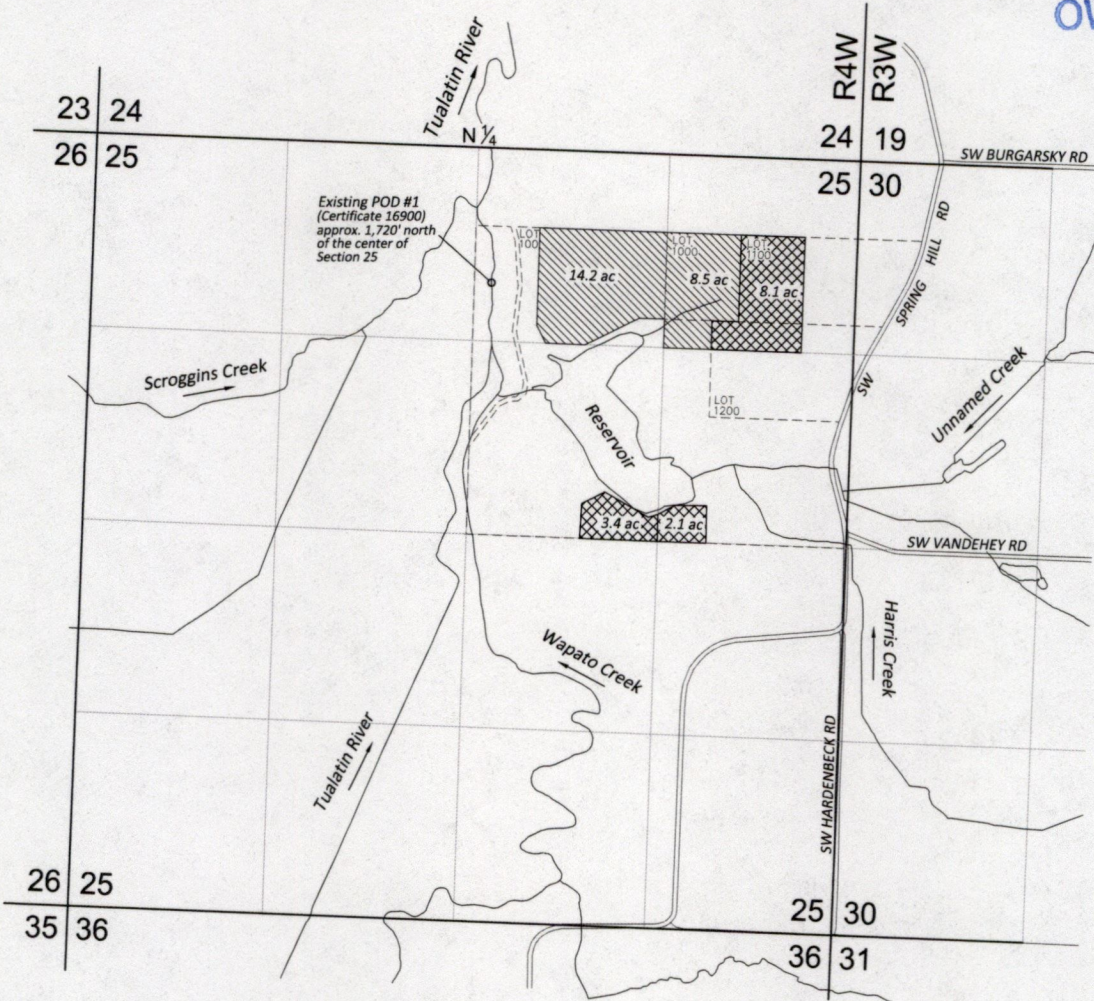 Tualatin River
R4W
R3W
23 24
N 1/4
24 19
SW BURGARSKY RD
26 25
25 30
Existing POD #1
(Certificate 16900)
approx. 1,720' north
of the center of
Section 25
SW SPRING HILL RD
LOT
100
LOT
1000
LOT
1100
14.2 ac
8.5 ac
8.1 ac
Scroggins Creek
Unnamed Creek
LOT
1200
Reservoir
3.4 ac
2.1 ac
SW VANDEHEY RD
Wapato Creek
Harris Creek
Tualatin River
SW HARDENBECK RD
26 25
25 30
35 36
36 31